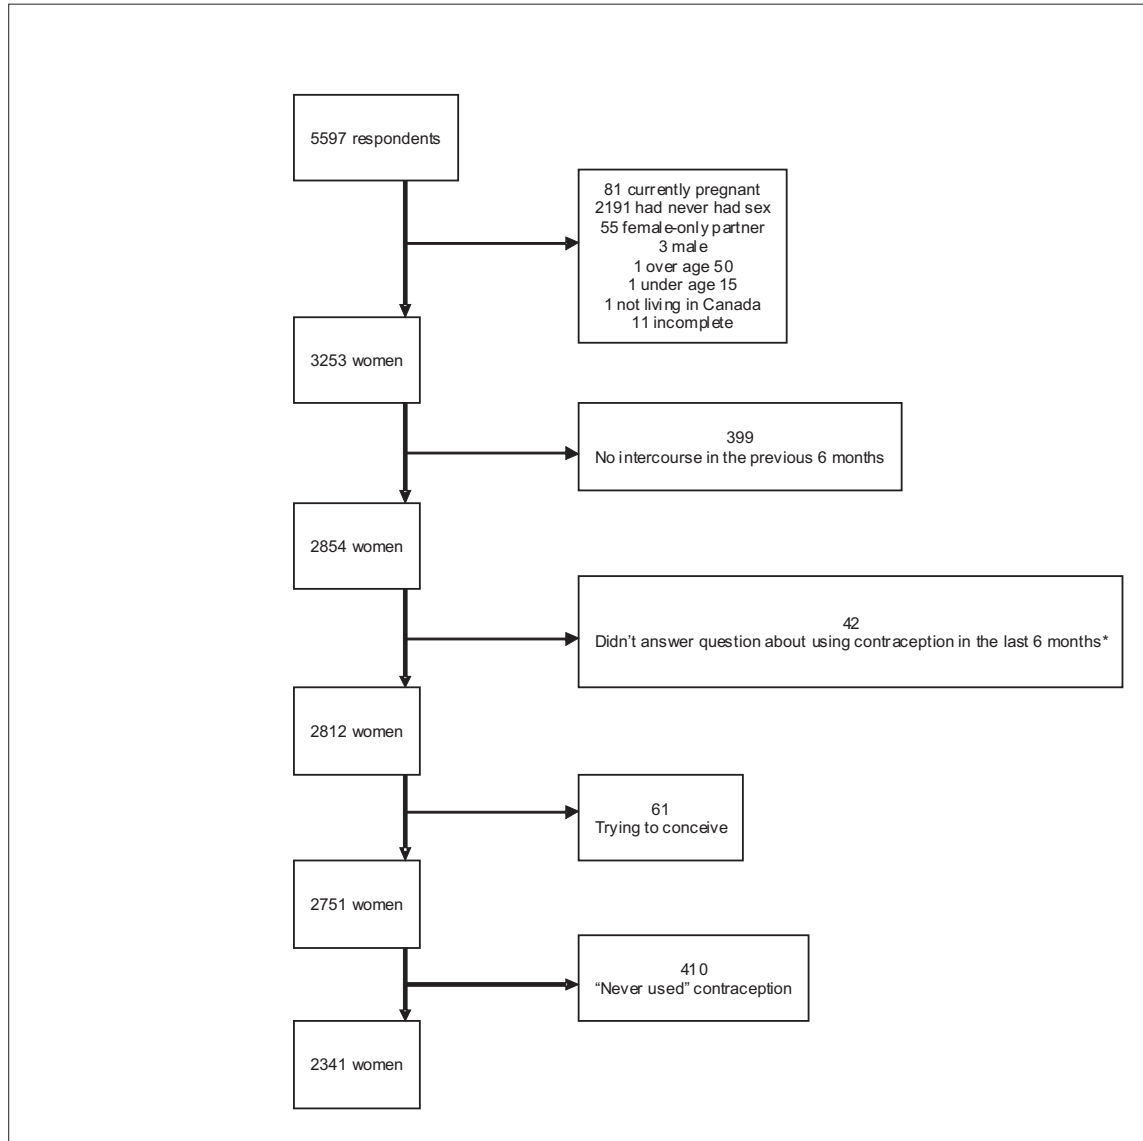 5597 respondents
81 currently pregnant
2191 had never had sex
55 female-only partner
3 male
1 over age 50
1 under age 15
1 not living in Canada
11 incomplete
3253 women
399
No intercourse in the previous 6 months
2854 women
42
Didn’t answer question about using contraception in the last 6 months*
2812 women
61
Trying to conceive
2751 women
410
“Never used” contraception
2341 women